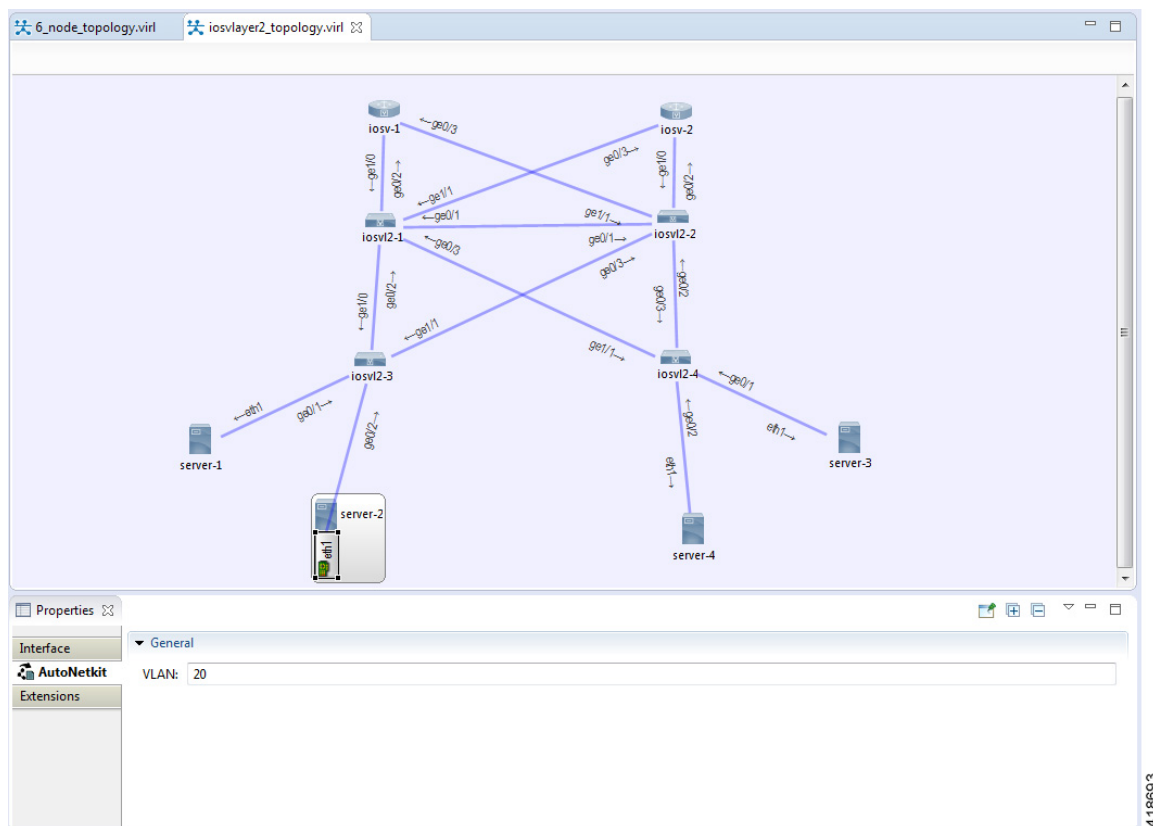 6_node_topology.virl
iosvlayer2_topology.virl
iosv-1
iosv-2
←ge0/3
ge0/3→
←ge1/0
ge0/2→
←ge1/0
ge0/2→
←ge1/1
←ge0/1
ge1/1→
ge0/1→
iosvl2-1
iosvl2-2
←ge0/3
ge0/3→
←ge1/0
ge0/2→
←ge0/2
ge0/3→
←ge1/1
ge1/1→
iosvl2-3
iosvl2-4
←eth1
ge0/1→
ge0/2→
←ge0/1
←ge0/2
eth1→
eth1→
server-1
server-3
server-2
eth1
server-4
Properties
Interface
AutoNetkit
Extensions
General
VLAN: 20
418693